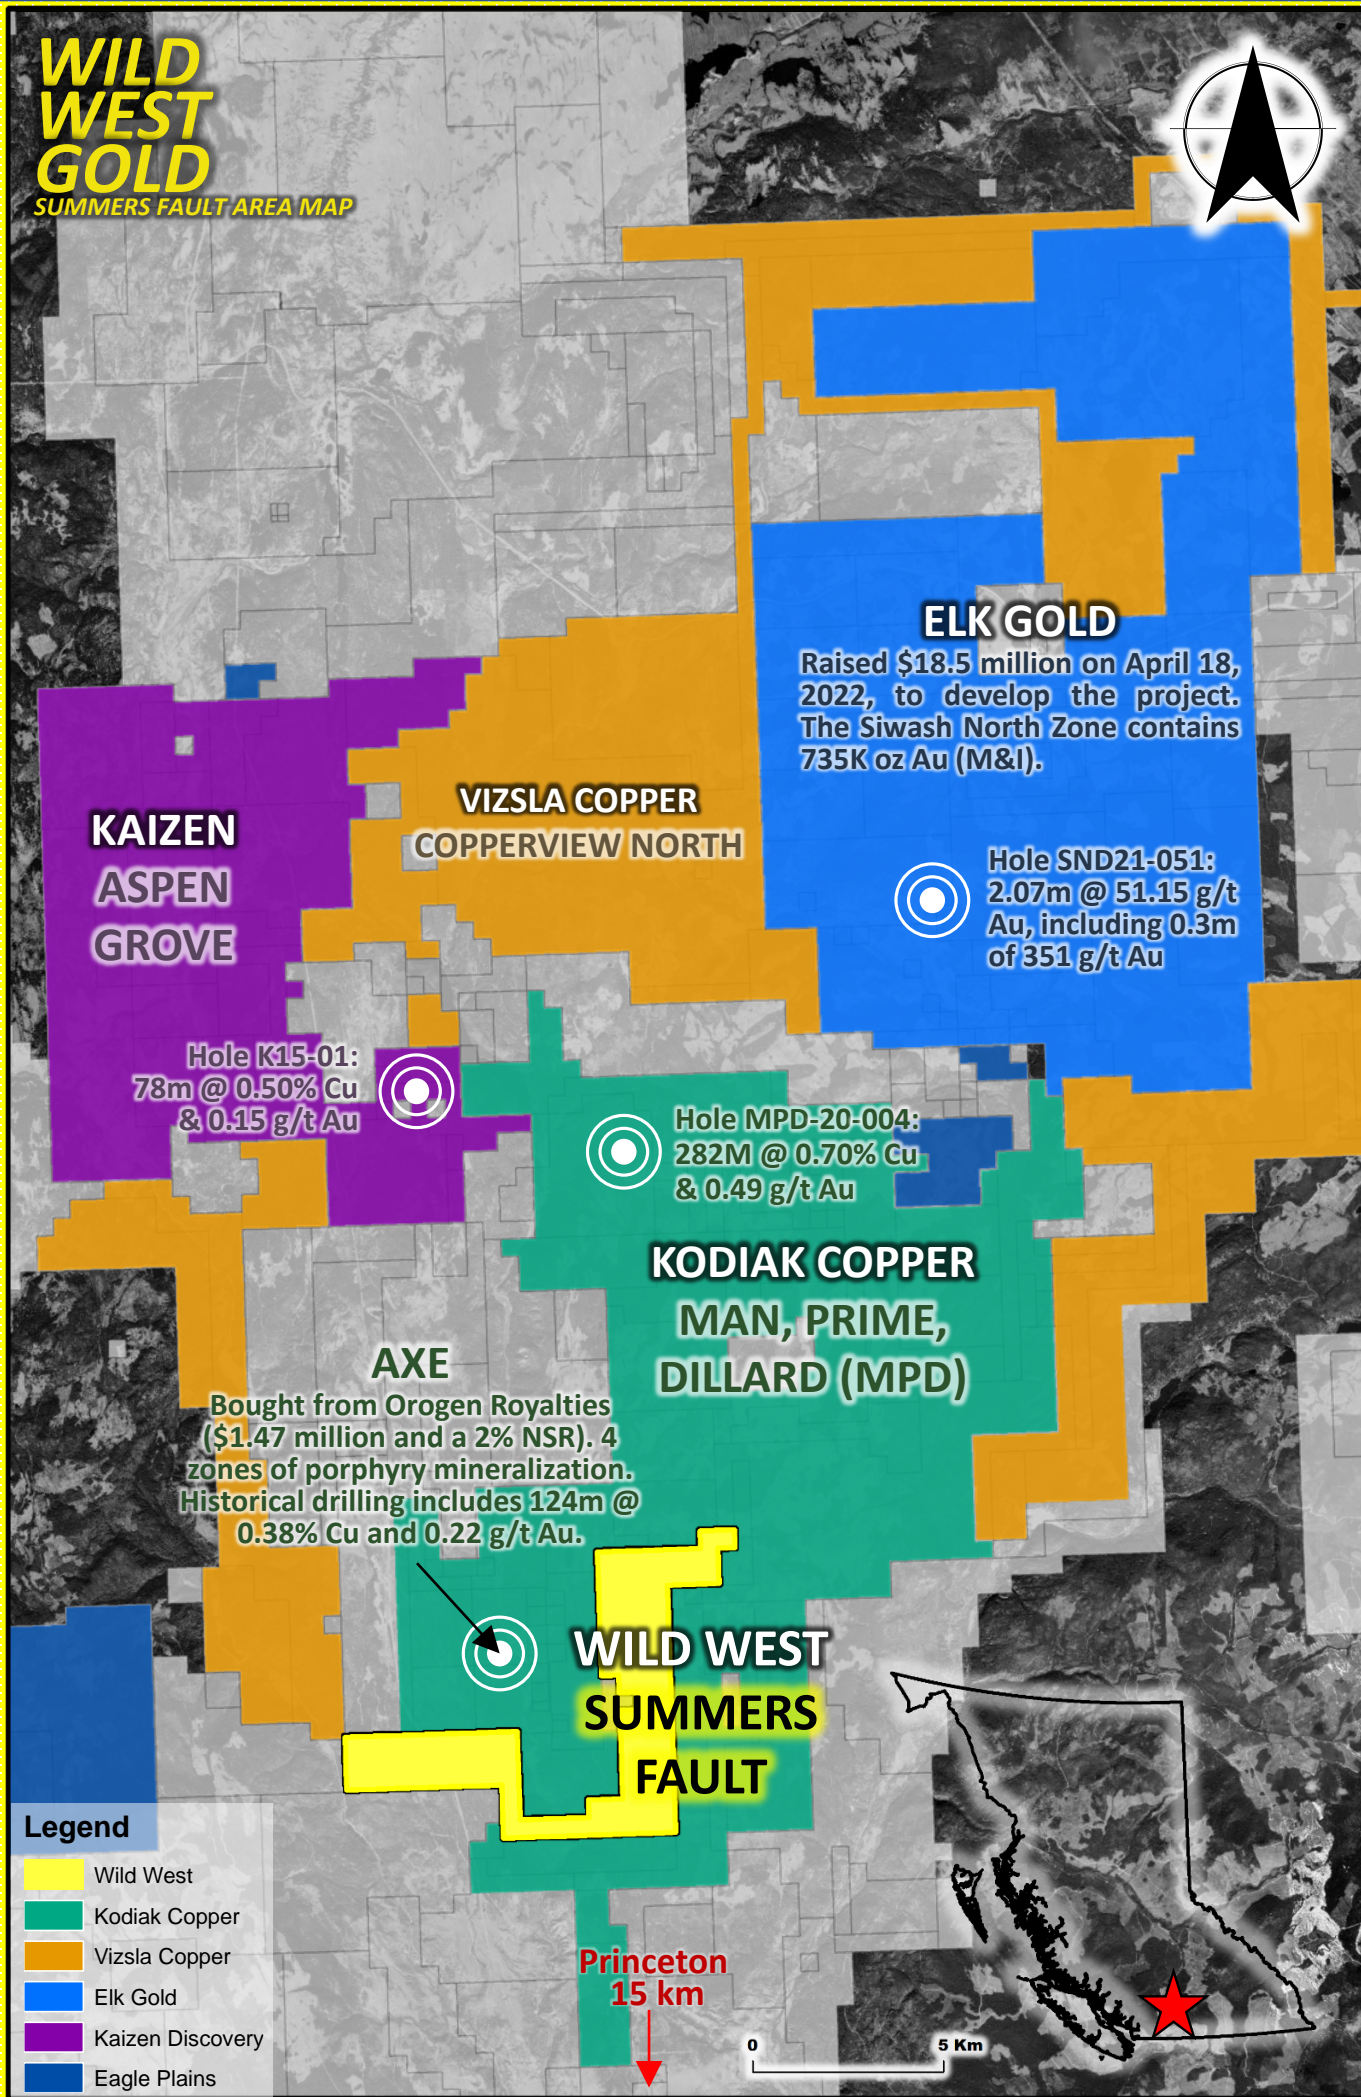 WILD
WEST
GOLD
SUMMERS FAULT AREA MAP
ELK GOLD
Raised $18.5 million on April 18,
2022, to develop the project.
The Siwash North Zone contains
735K oz Au (M&I).
VIZSLA COPPER
COPPERVIEW NORTH
KAIZEN
ASPEN
GROVE
Hole SND21-051:
2.07m @ 51.15 g/t
Au, including 0.3m
of 351 g/t Au
Hole K15-01:
78m @ 0.50% Cu
& 0.15 g/t Au
Hole MPD-20-004:
282M @ 0.70% Cu
& 0.49 g/t Au
KODIAK COPPER
MAN, PRIME,
DILLARD (MPD)
AXE
Bought from Orogen Royalties
($1.47 million and a 2% NSR). 4
zones of porphyry mineralization.
Historical drilling includes 124m @
0.38% Cu and 0.22 g/t Au.
WILD WEST
SUMMERS
FAULT
Legend
Wild West
Kodiak Copper
Vizsla Copper
Elk Gold
Kaizen Discovery
Eagle Plains
Princeton
15 km
0 5 Km